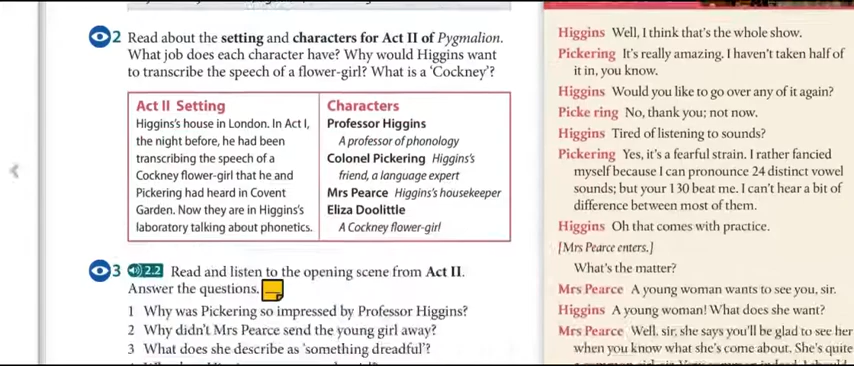 2 Read about the setting and characters for Act II of Pygmalion.
What job does each character have? Why would Higgins want
to transcribe the speech of a flower-girl? What is a 'Cockney'?
Act II Setting
Higgins's house in London. In Act I,
the night before, he had been
transcribing the speech of a
Cockney flower-girl that he and
Pickering had heard in Covent
Garden. Now they are in Higgins's
laboratory talking about phonetics.
Characters
Professor Higgins
A professor of phonology
Colonel Pickering Higgins's
friend, a language expert
Mrs Pearce Higgins's housekeeper
Eliza Doolittle
A Cockney flower-girl
3 2.2 Read and listen to the opening scene from Act II.
Answer the questions.
1 Why was Pickering so impressed by Professor Higgins?
2 Why didn't Mrs Pearce send the young girl away?
3 What does she describe as 'something dreadful'?
Higgins Well, I think that's the whole show.
Pickering It's really amazing. I haven't taken half of
it in, you know.
Higgins Would you like to go over any of it again?
Picke ring No, thank you; not now.
Higgins Tired of listening to sounds?
Pickering Yes, it's a fearful strain. I rather fancied
myself because I can pronounce 24 distinct vowel
sounds; but your 130 beat me. I can't hear a bit of
difference between most of them.
Higgins Oh that comes with practice.
[Mrs Pearce enters.]
What's the matter?
Mrs Pearce A young woman wants to see you, sir.
Higgins A young woman! What does she want?
Mrs Pearce Well, sir, she says you'll be glad to see her
when you know what she's come about. She's quite